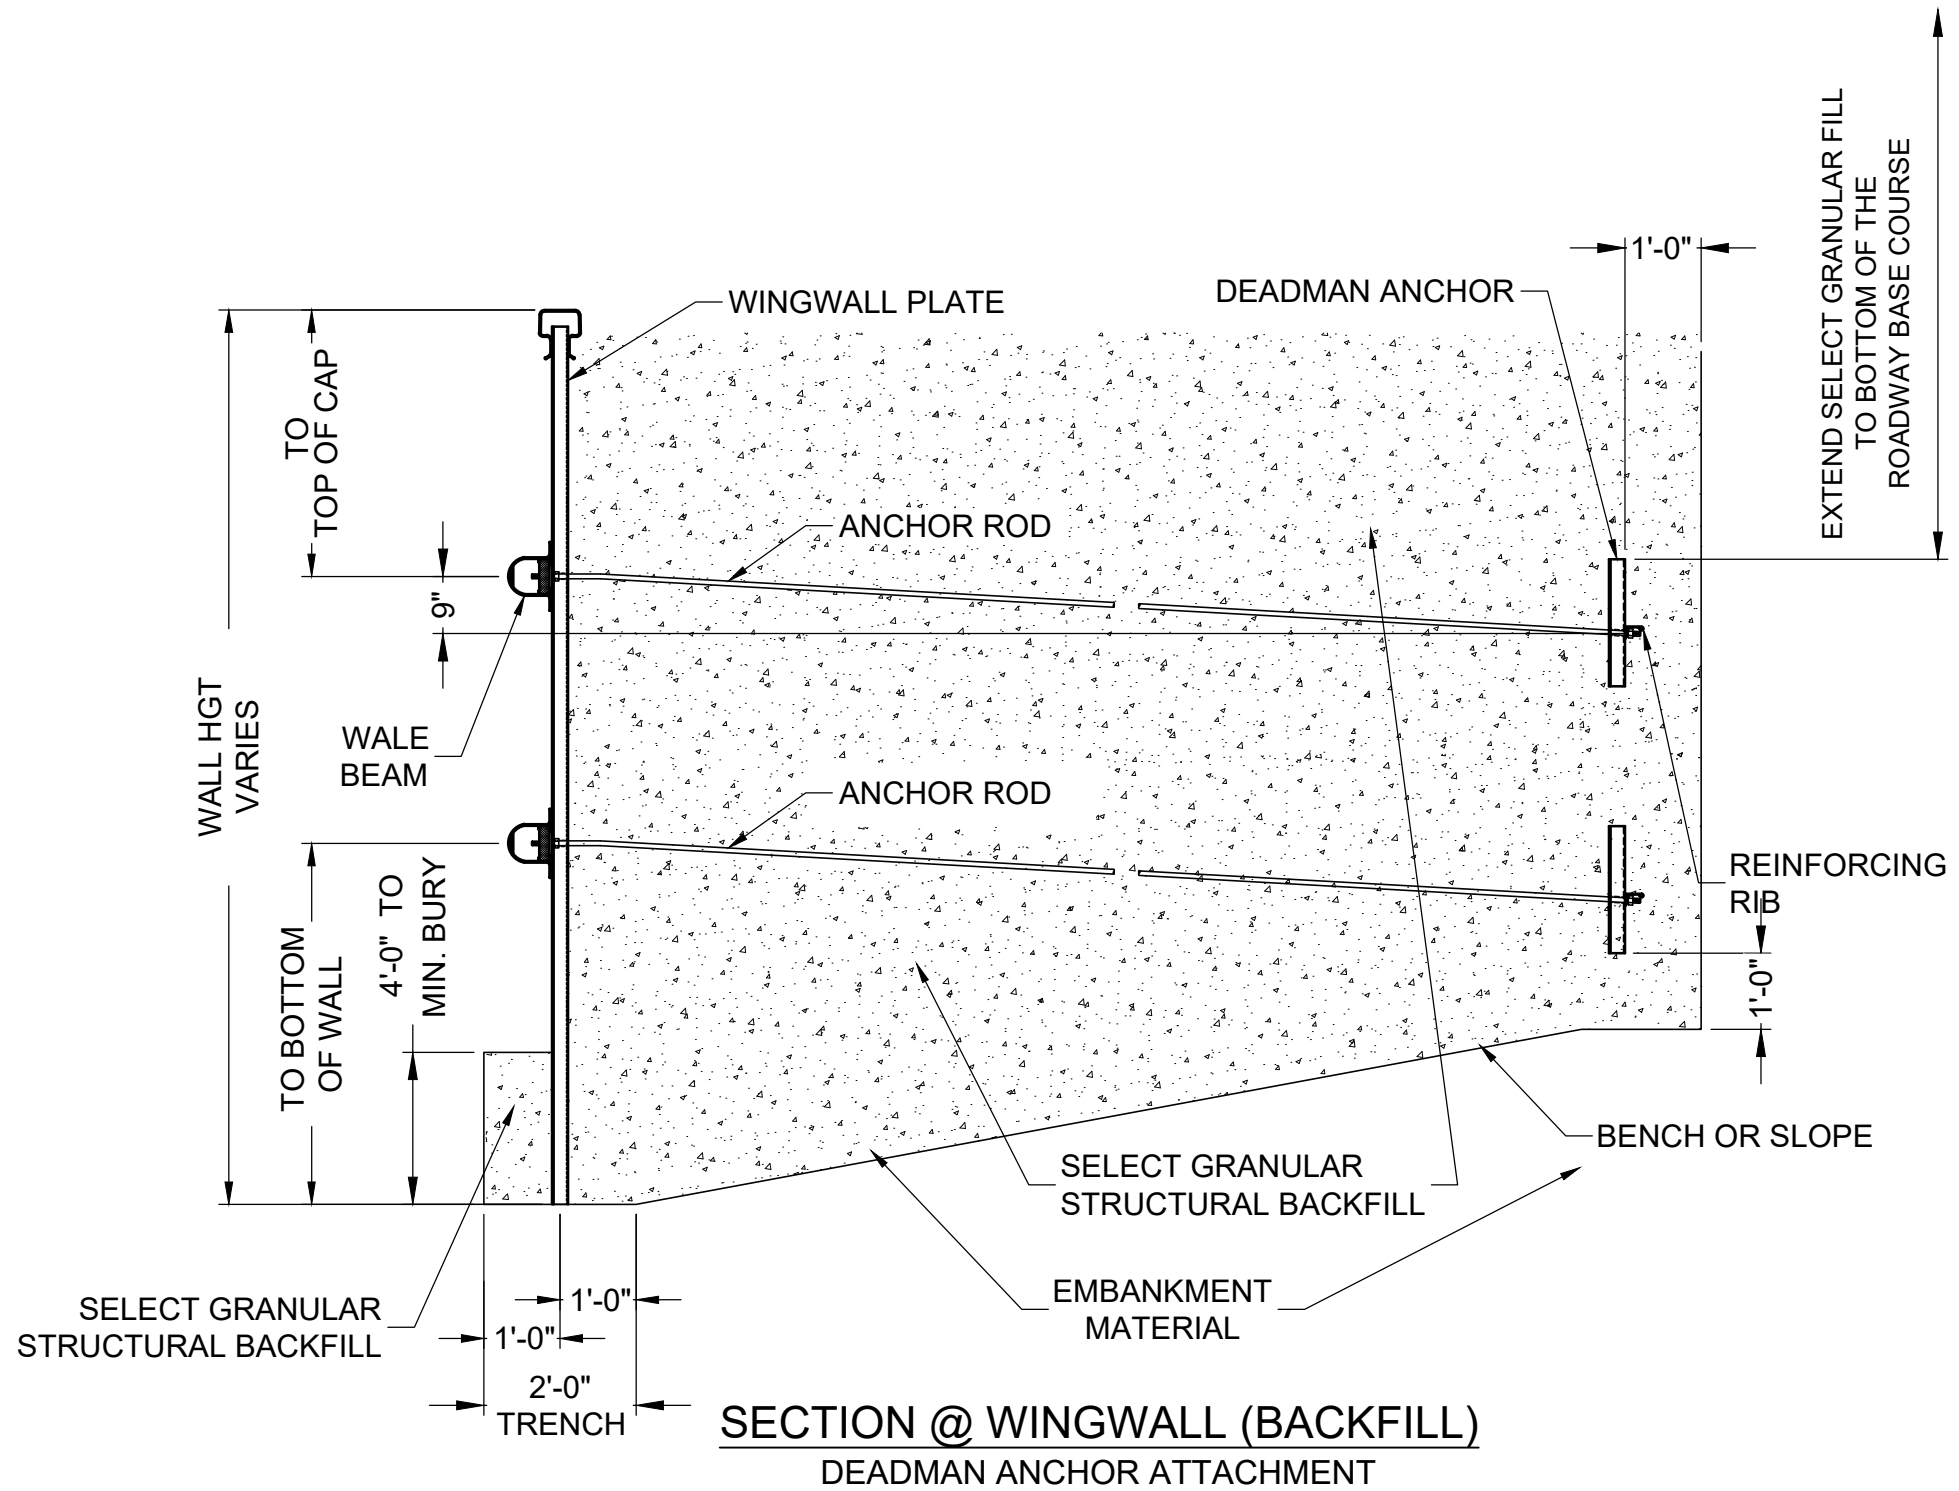 EXTEND SELECT GRANULAR FILL
TO BOTTOM OF THE
ROADWAY BASE COURSE
1'-0"
DEADMAN ANCHOR
WINGWALL PLATE
TO
TOP OF CAP
ANCHOR ROD
9"
WALL HGT
VARIES
WALE
BEAM
ANCHOR ROD
REINFORCING
RIB
4'-0" TO
MIN. BURY
TO BOTTOM
OF WALL
1'-0"
BENCH OR SLOPE
SELECT GRANULAR
STRUCTURAL BACKFILL
EMBANKMENT
MATERIAL
SELECT GRANULAR
STRUCTURAL BACKFILL
1'-0"
1'-0"
2'-0"
TRENCH
SECTION @ WINGWALL (BACKFILL)
DEADMAN ANCHOR ATTACHMENT